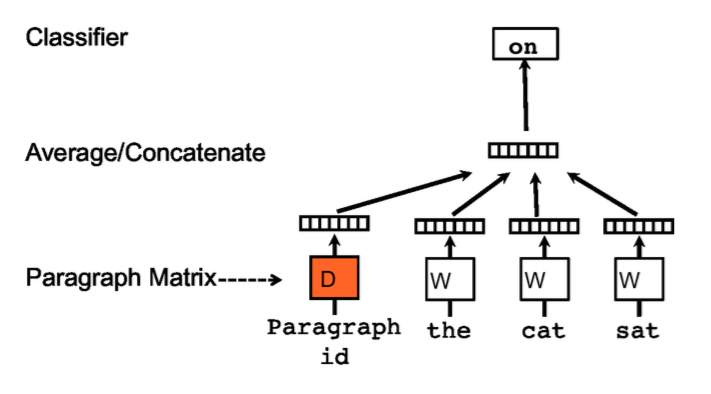 Classifier
on
Average/Concatenate
Paragraph Matrix
D
W
W
W
Paragraph
id
the
cat
sat